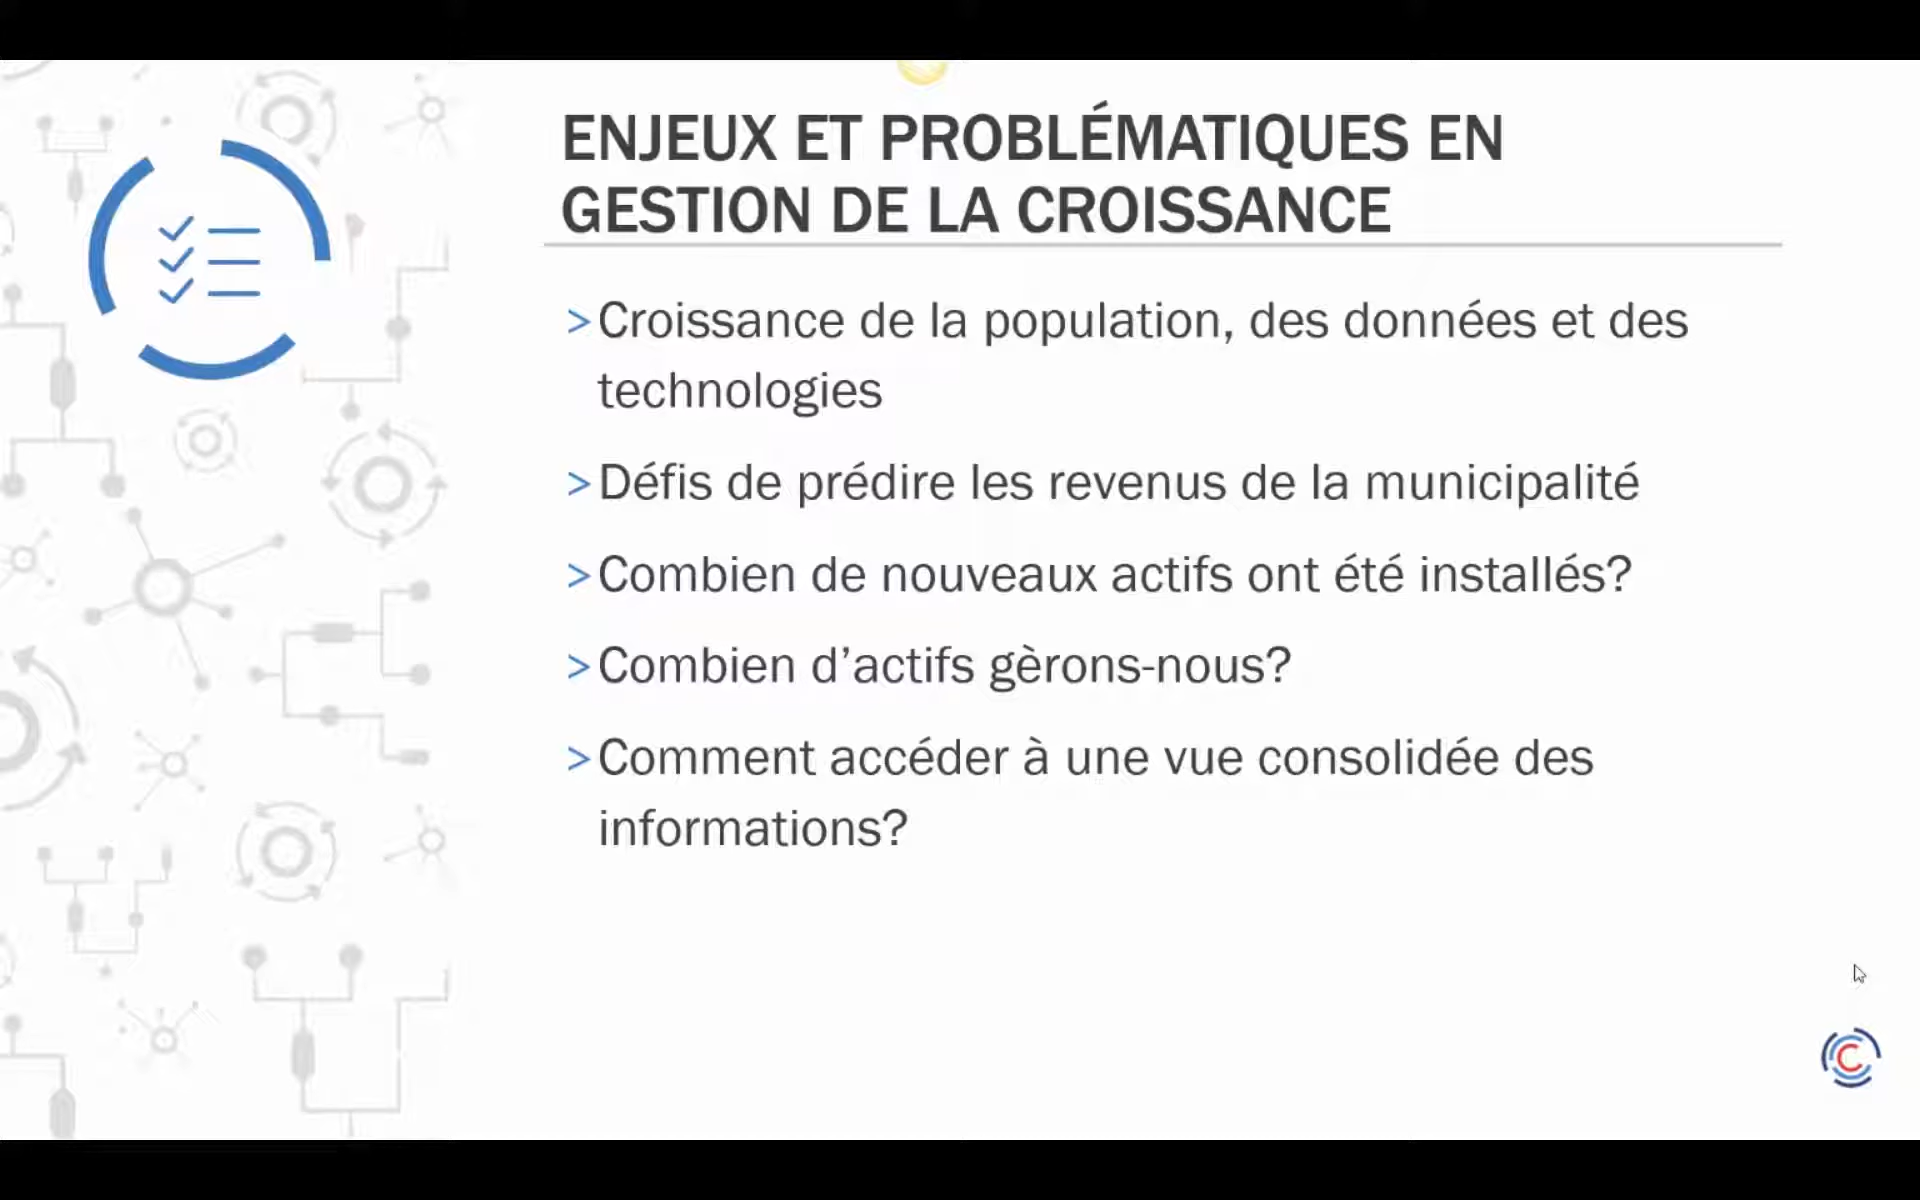 ENJEUX ET PROBLÉMATIQUES EN
GESTION DE LA CROISSANCE
> Croissance de la population, des données et des
technologies
> Défis de prédire les revenus de la municipalité
> Combien de nouveaux actifs ont été installés?
> Combien d’actifs gèrons-nous?
> Comment accéder à une vue consolidée des
informations?
C